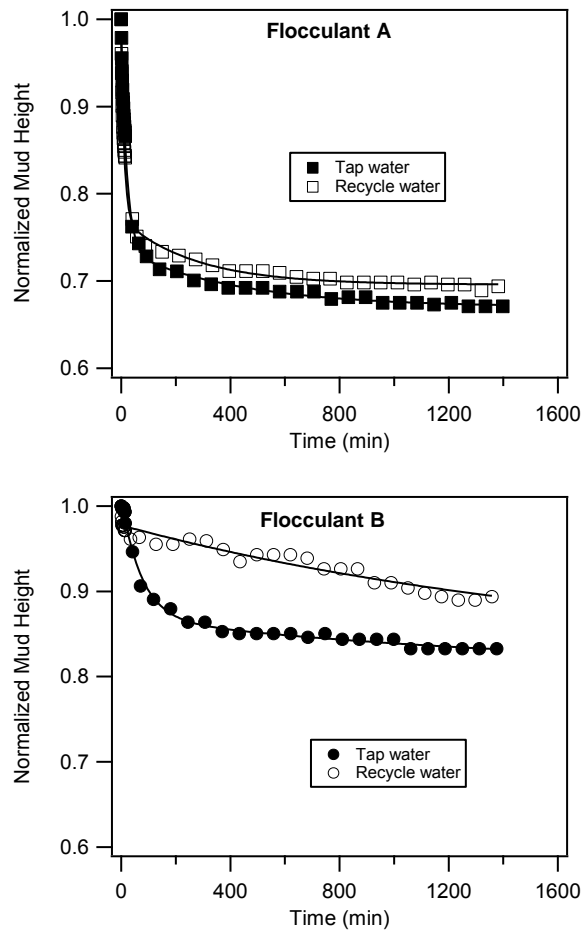 Flocculant A
Normalized Mud Height
1.0
0.9
0.8
0.7
0.6
Tap water
Recycle water
0
400
800
1200
1600
Time (min)
Flocculant B
Normalized Mud Height
1.0
0.9
0.8
0.7
0.6
Tap water
Recycle water
0
400
800
1200
1600
Time (min)